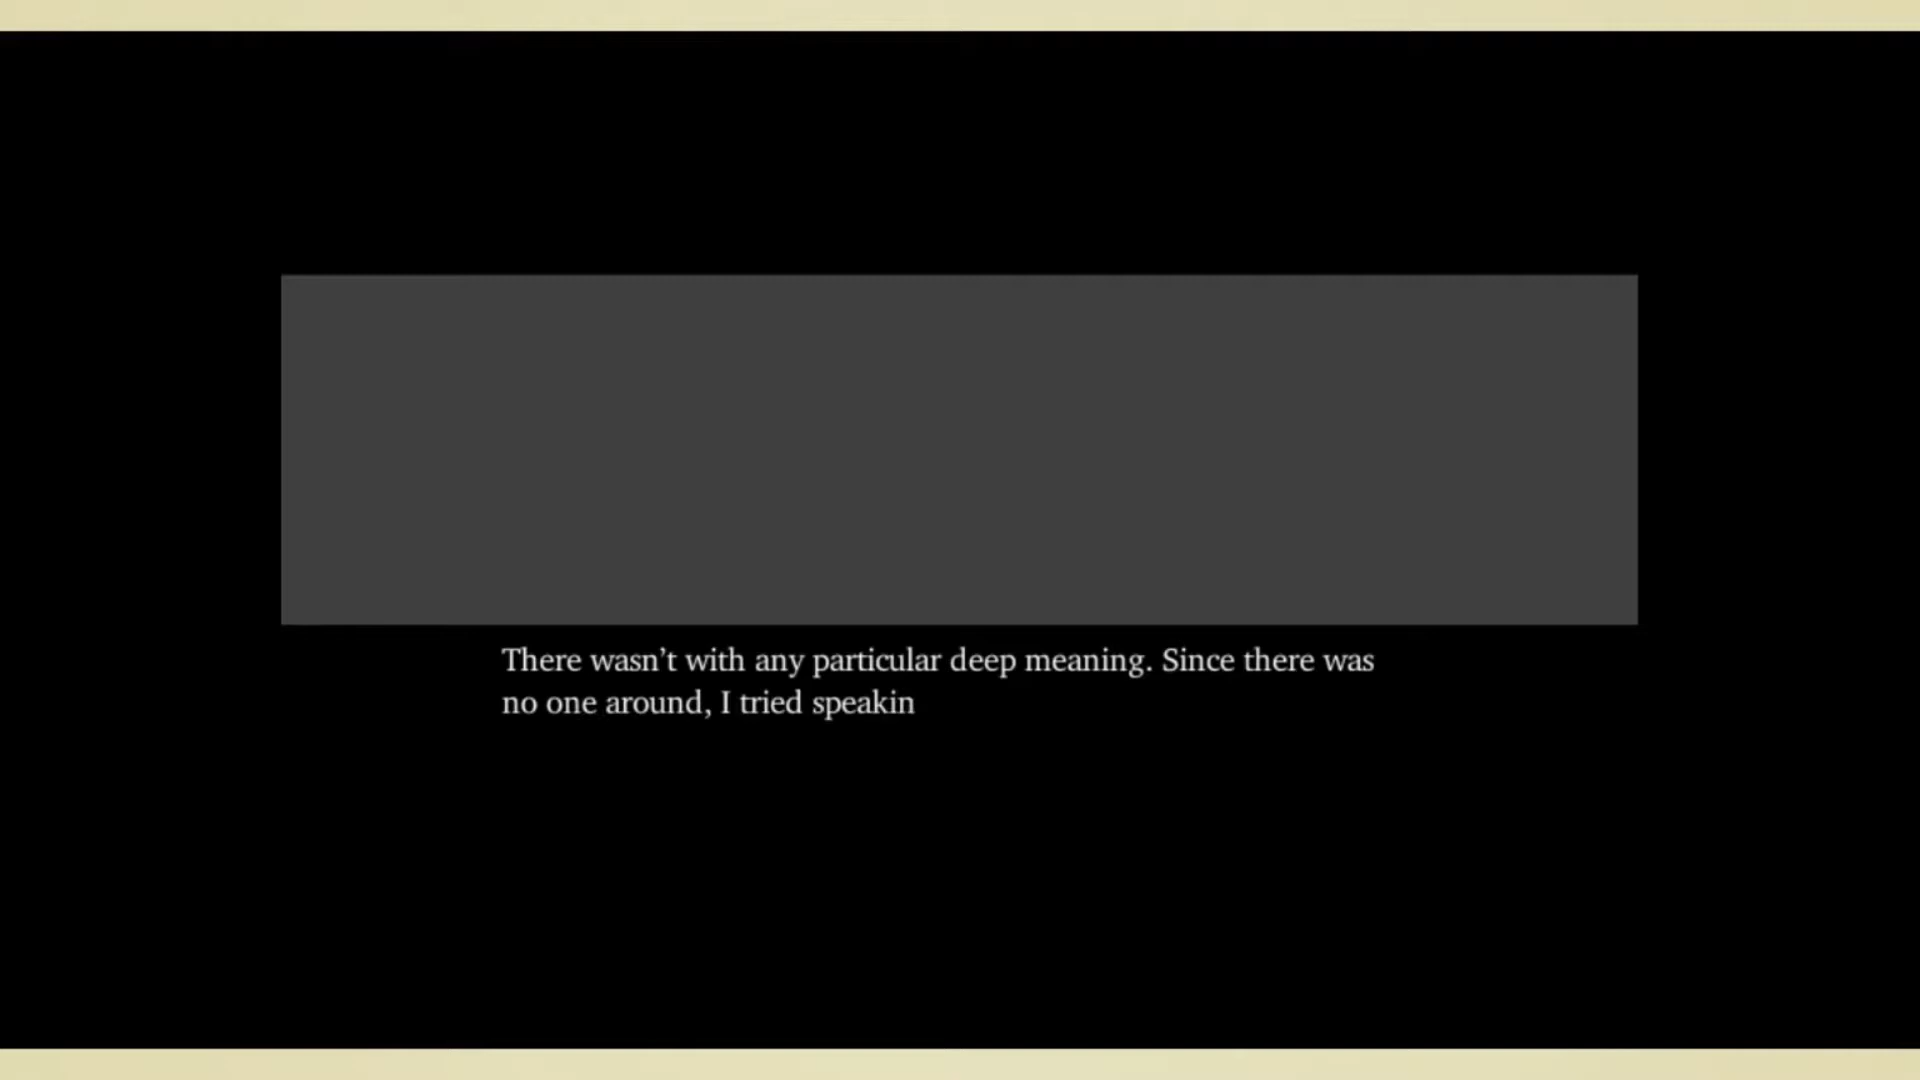 There wasn’t with any particular deep meaning. Since there was
no one around, I tried speakin